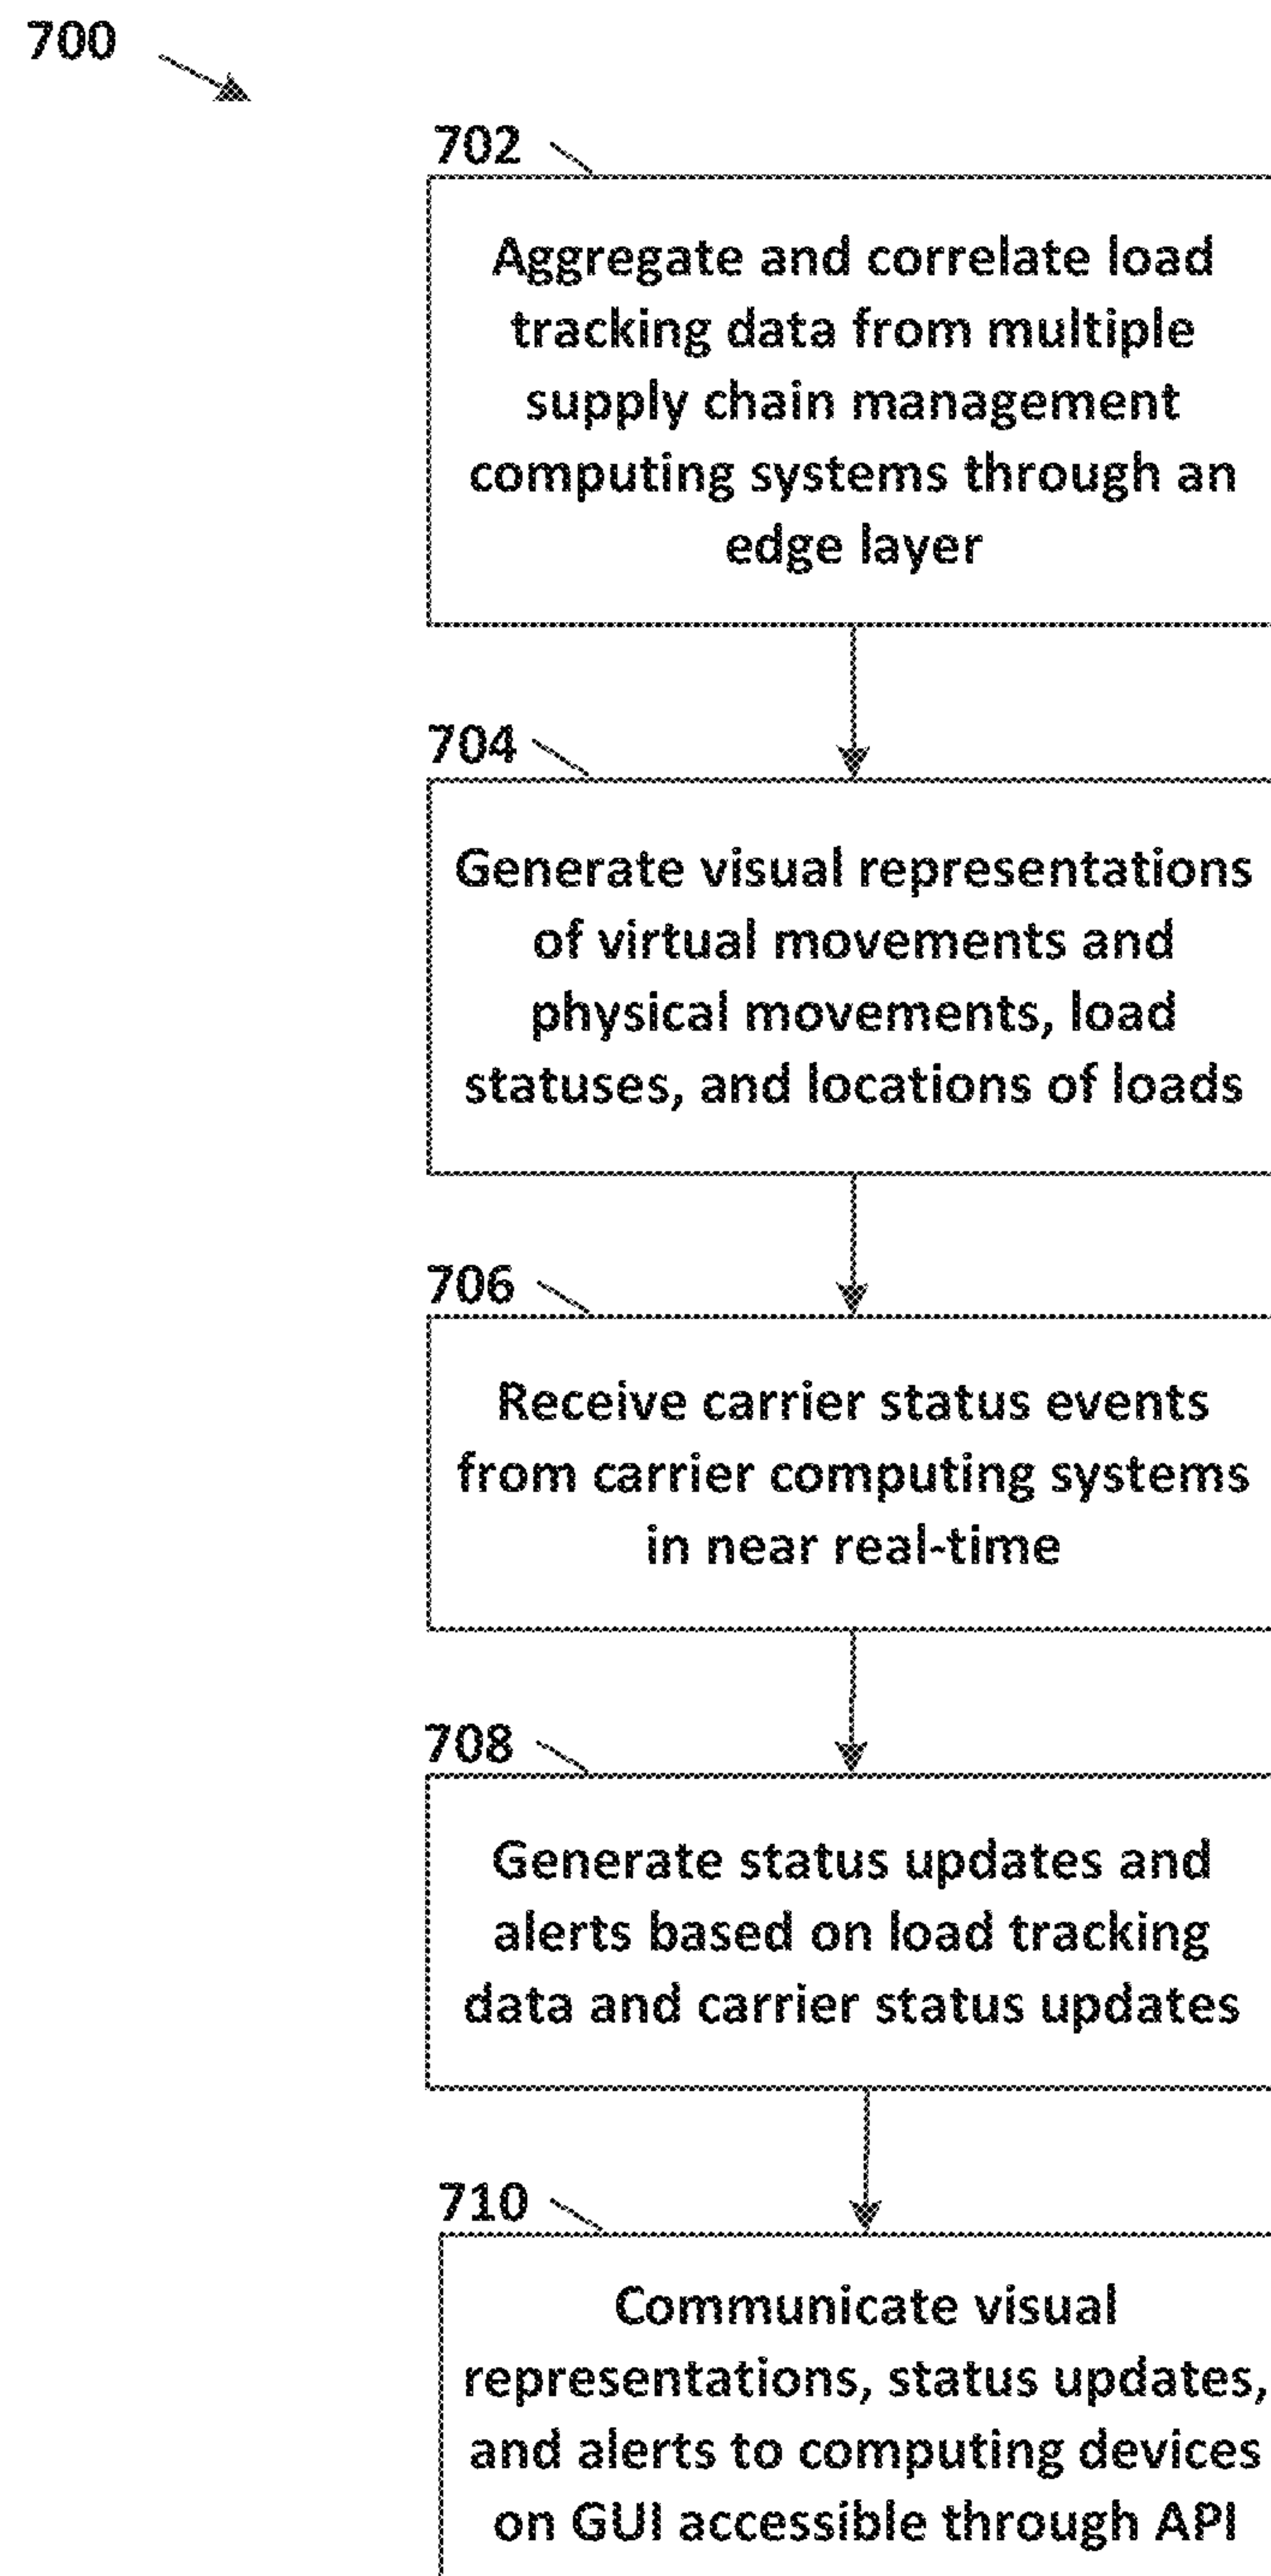 700
702
Aggregate and correlate load
tracking data from multiple
supply chain management
computing systems through an
edge layer
704
Generate visual representations
of virtual movements and
physical movements, load
statuses, and locations of loads
706
Receive carrier status events
from carrier computing systems
in near real-time
708
Generate status updates and
alerts based on load tracking
data and carrier status updates
710
Communicate visual
representations, status updates,
and alerts to computing devices
on GUI accessible through API